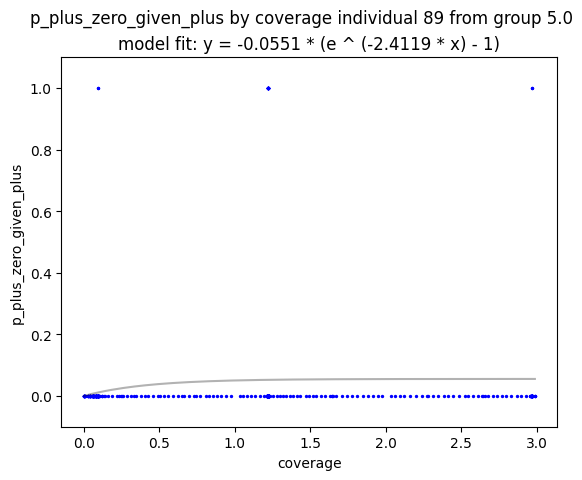 p_plus_zero_given_plus by coverage individual 89 from group 5.0
model fit: y = -0.0551 * (e ^ (-2.4119 * x) - 1)
p_plus_zero_given_plus
1.0
0.8
0.6
0.4
0.2
0.0
0.0 0.5 1.0 1.5 2.0 2.5 3.0
coverage